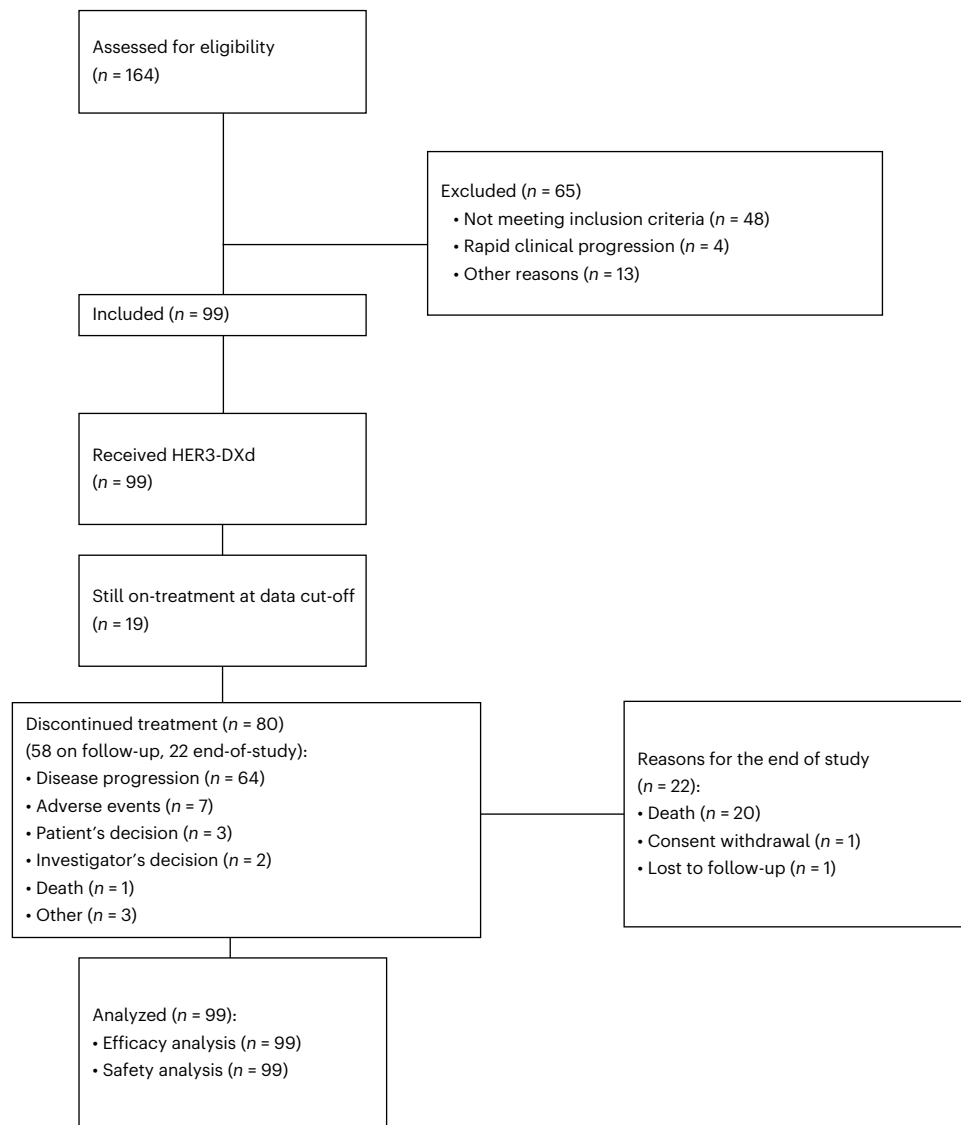 Assessed for eligibility
(n = 164)
Excluded (n = 65)
• Not meeting inclusion criteria (n = 48)
• Rapid clinical progression (n = 4)
• Other reasons (n = 13)
Included (n = 99)
Received HER3-DXd
(n = 99)
Still on-treatment at data cut-off
(n = 19)
Discontinued treatment (n = 80)
(58 on follow-up, 22 end-of-study):
• Disease progression (n = 64)
• Adverse events (n = 7)
• Patient’s decision (n = 3)
• Investigator’s decision (n = 2)
• Death (n = 1)
• Other (n = 3)
Reasons for the end of study
(n = 22):
• Death (n = 20)
• Consent withdrawal (n = 1)
• Lost to follow-up (n = 1)
Analyzed (n = 99):
• Efficacy analysis (n = 99)
• Safety analysis (n = 99)